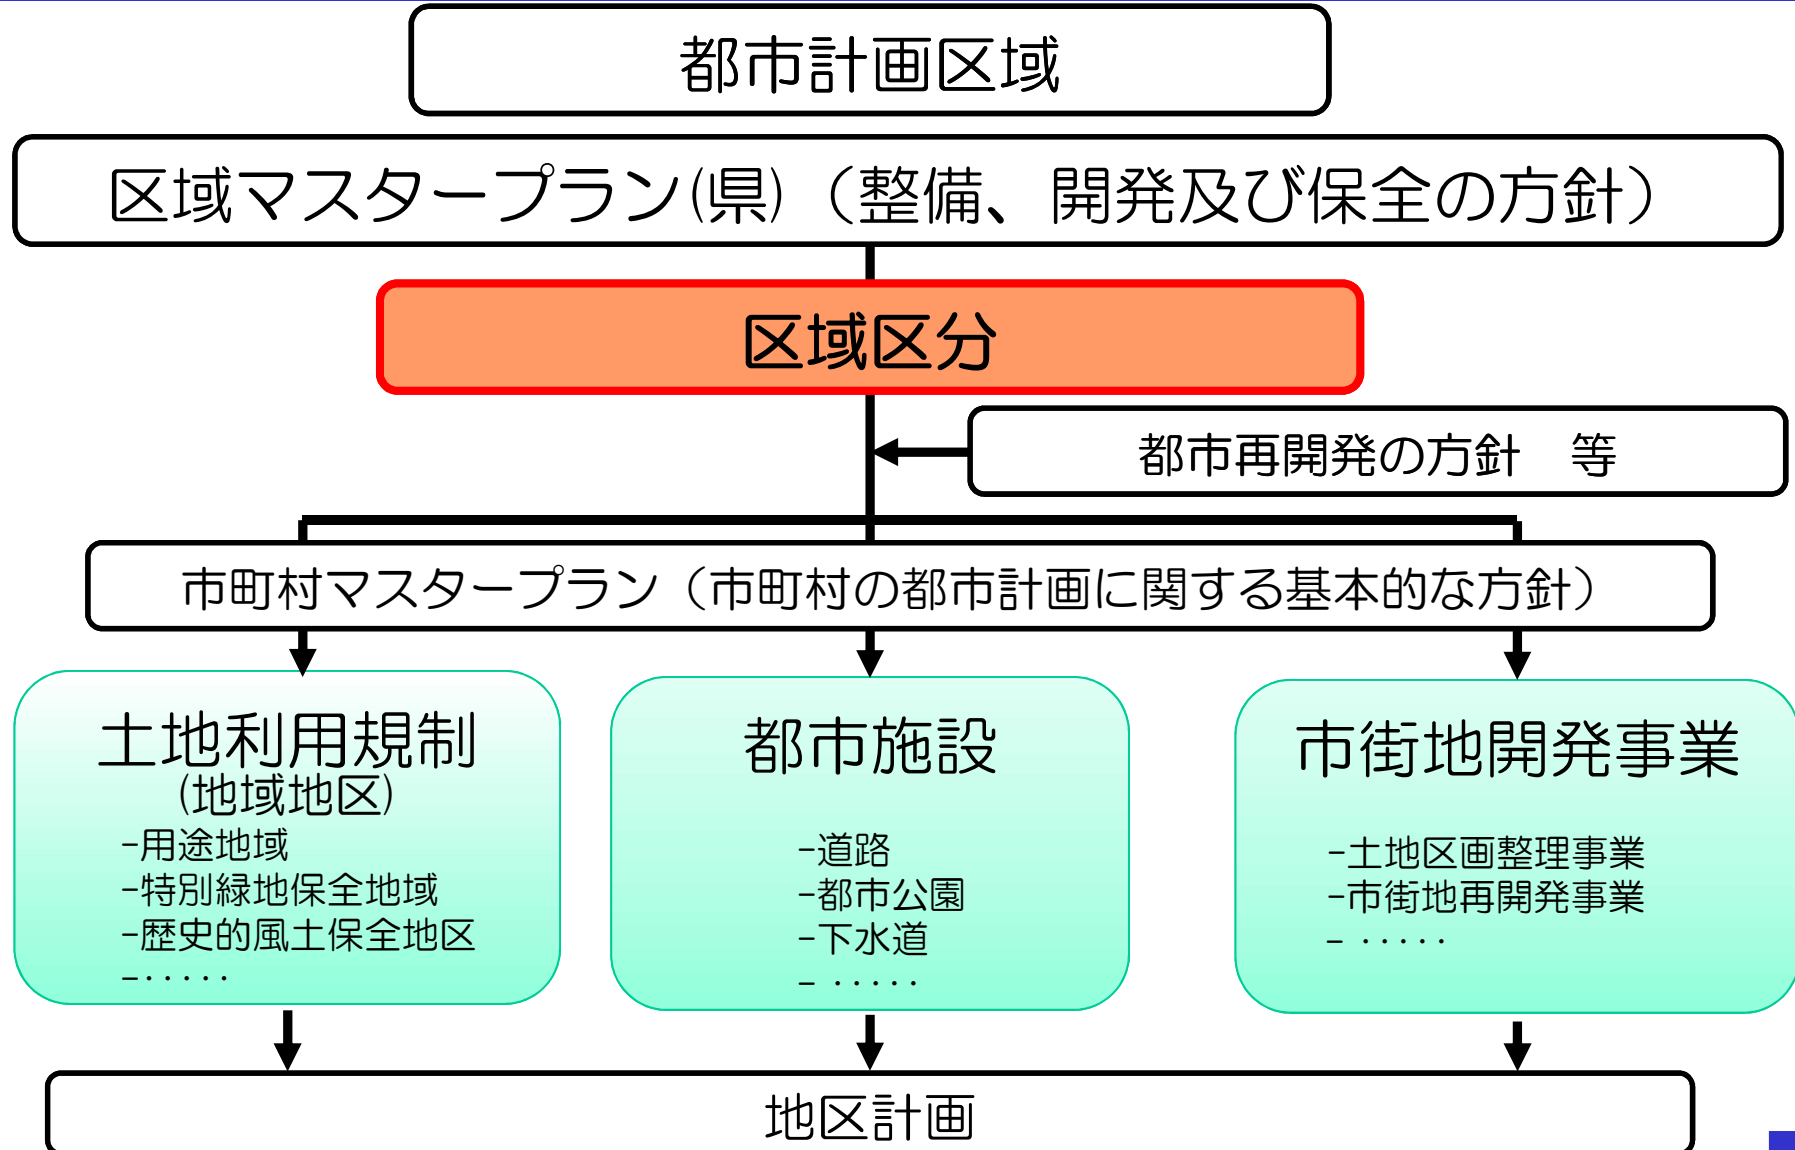 都市計画区域
区域マスタープラン(県)（整備、開発及び保全の方針）
区域区分
都市再開発の方針　等
市町村マスタープラン（市町村の都市計画に関する基本的な方針）
土地利用規制
(地域地区)
-用途地域
-特別緑地保全地域
-歴史的風土保全地区
-・・・・・
都市施設
-道路
-都市公園
-下水道
- ・・・・・
市街地開発事業
-土地区画整理事業
-市街地再開発事業
- ・・・・・
地区計画